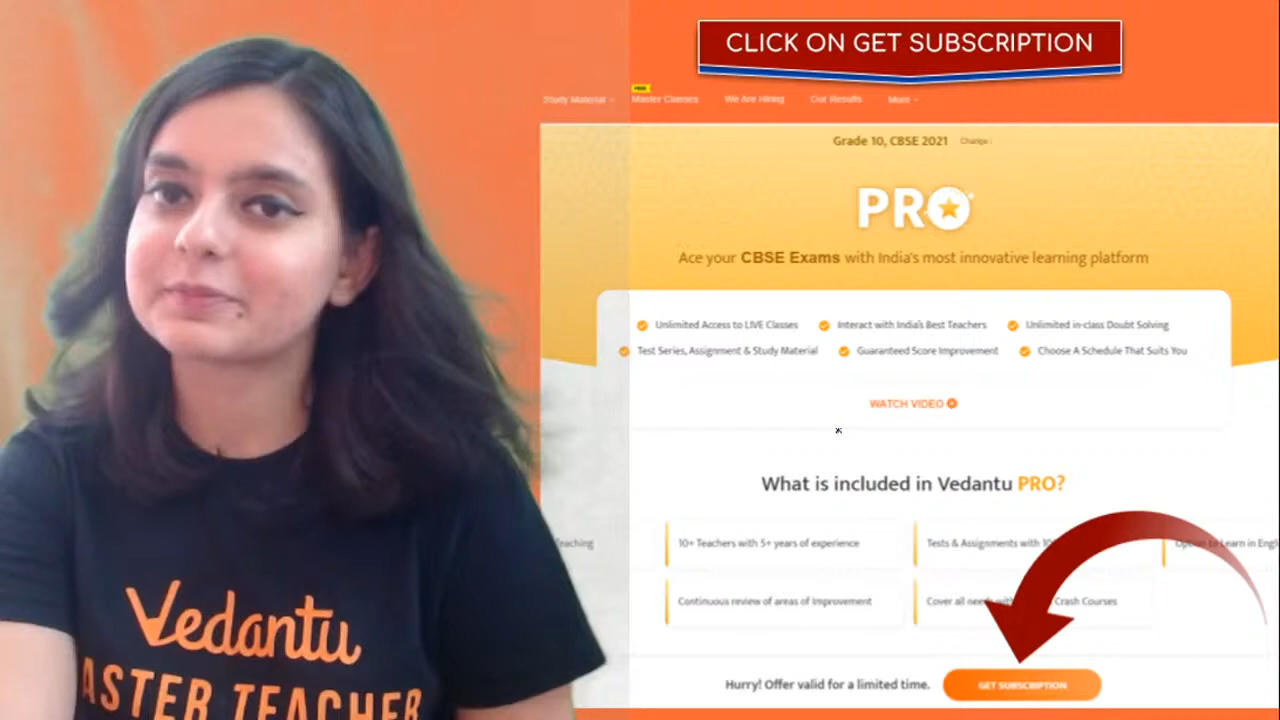 CLICK ON GET SUBSCRIPTION
FREE
Study Material Master Classes We Are Hiring Our Results More
Grade 10, CBSE 2021 Change
PRO
Ace your CBSE Exams with India's most innovative learning platform
Unlimited Access to LIVE Classes Interact with India's Best Teachers Unlimited in-class Doubt Solving
Test Series, Assignment & Study Material Guaranteed Score Improvement Choose A Schedule That Suits You
WATCH VIDEO
What is included in Vedantu PRO?
Teaching 10+ Teachers with 5+ years of experience Tests & Assignments with to Learn in
Continuous review of areas of Improvement Cover all Crash Courses
Hurry! Offer valid for a limited time. GET SUBSCRIPTION
Vedantu
ASTER TEACHER